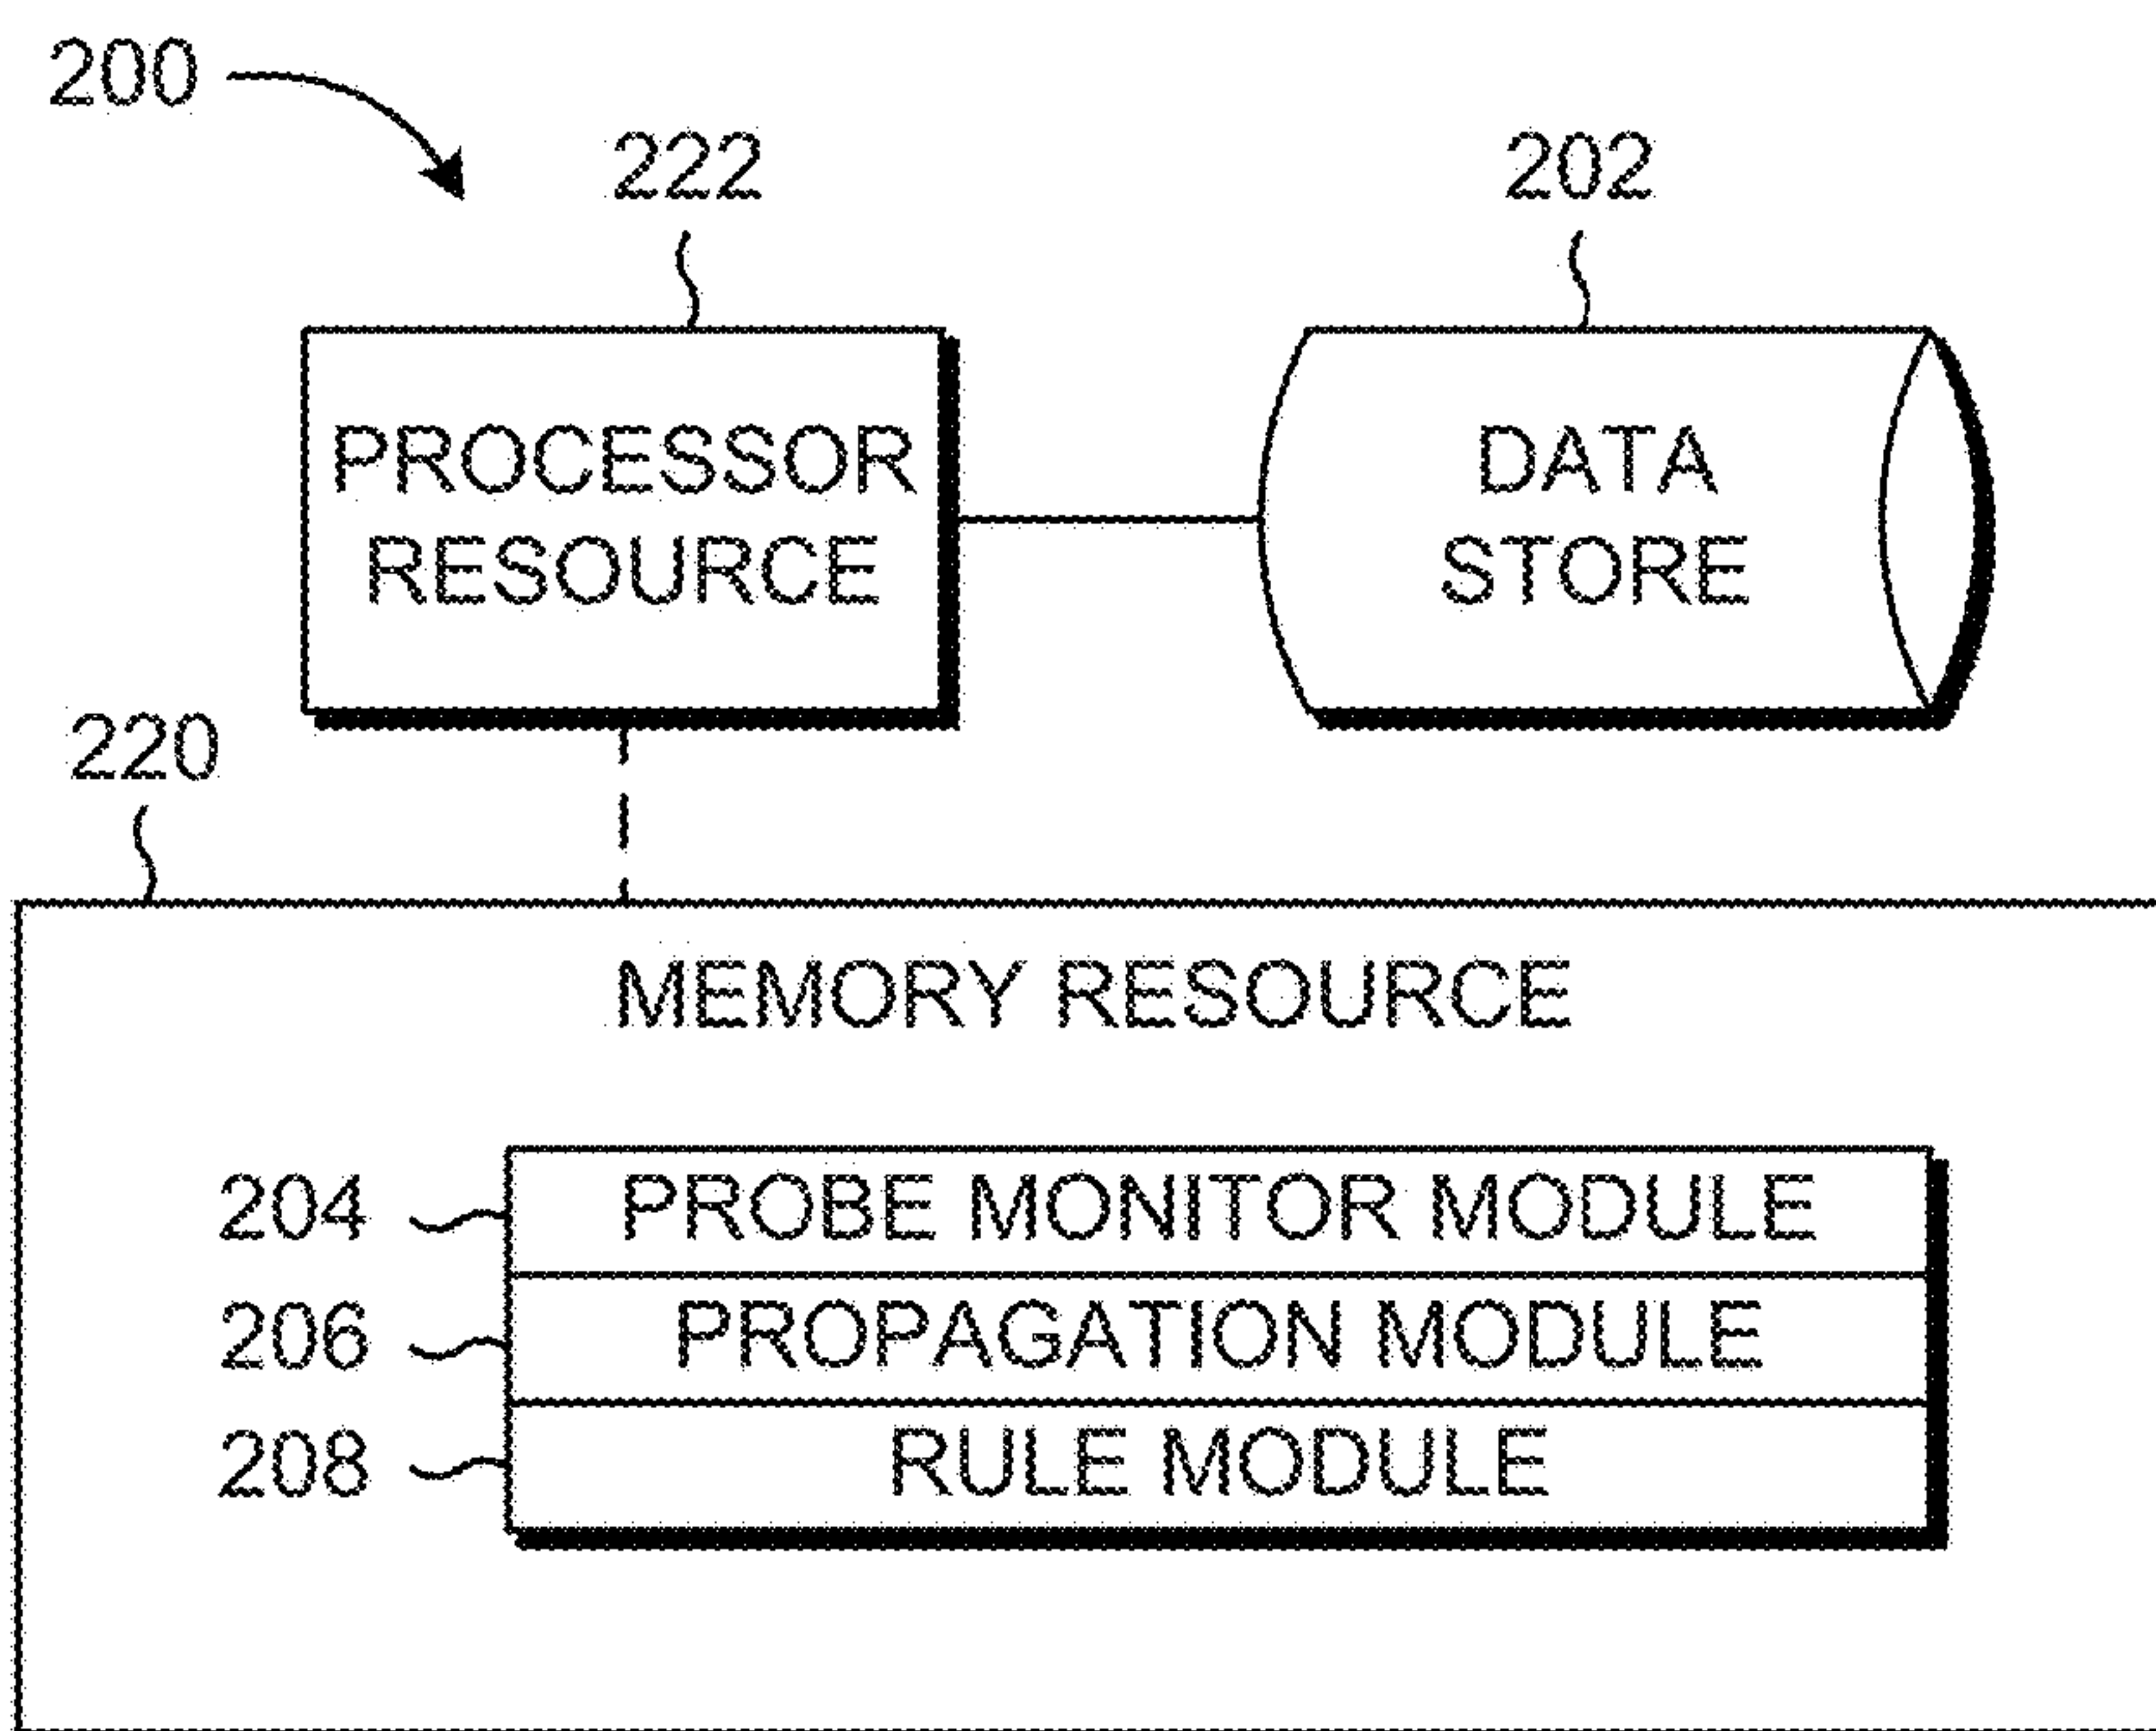 200
222
202
PROCESSOR
RESOURCE
DATA
STORE
220
MEMORY RESOURCE
204
PROBE MONITOR MODULE
206
PROPAGATION MODULE
208
RULE MODULE